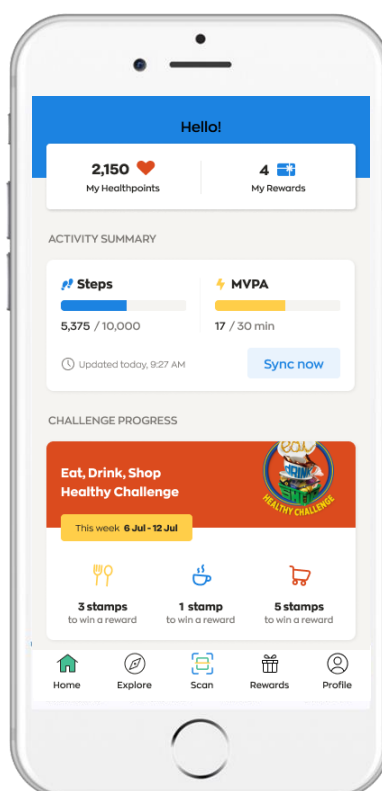 Hello!
2,150
4
My Healthpoints
My Rewards
ACTIVITY SUMMARY
Steps
MVPA
5,375 / 10,000
17 / 30 min
Updated today, 9:27 AM
Sync now
CHALLENGE PROGRESS
Eat, Drink, Shop
Healthy Challenge
eat
DRINK
SHOP
HEALTHY CHALLENGE
This week 6 Jul - 12 Jul
3 stamps
to win a reward
1 stamp
to win a reward
5 stamps
to win a reward
Home
Explore
Scan
Rewards
Profile